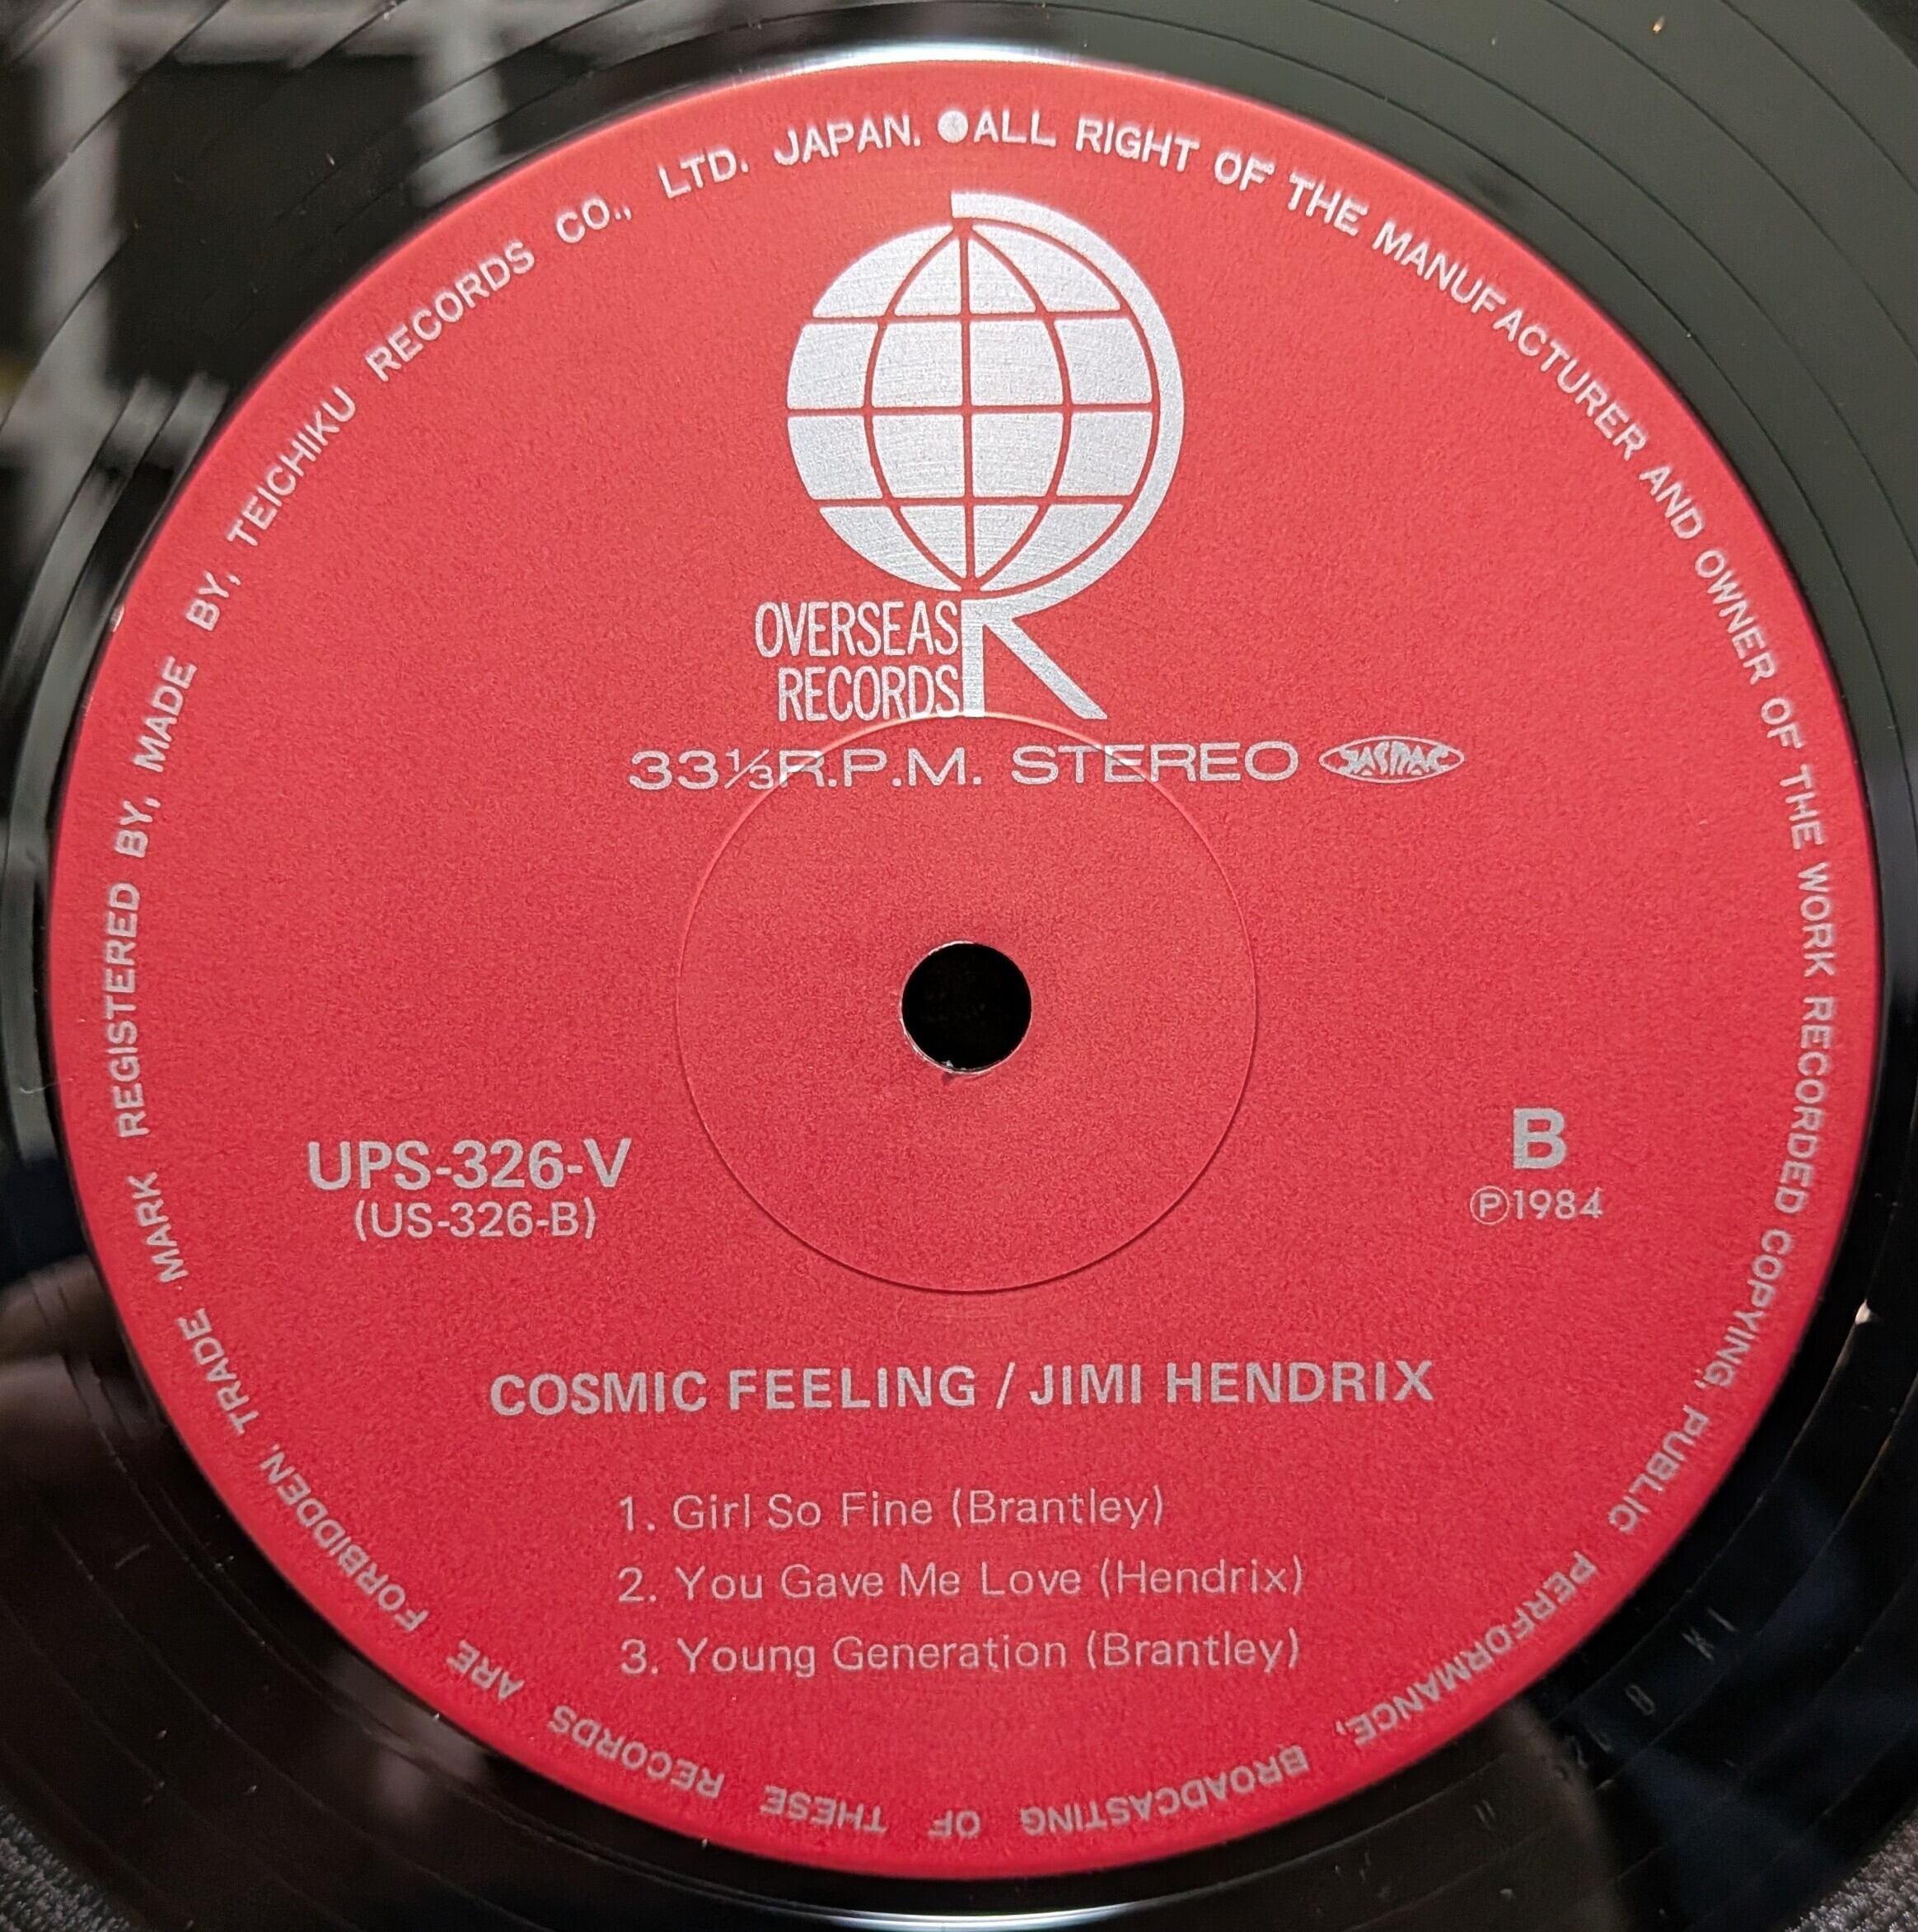 ●ALL RIGHT OF THE MANUFACTURER AND OWNER OF THE WORK RECORDED COPYING, PUBLIC PERFORMANCE, BROADCASTING OF THESE RECORDS ARE FORBIDDEN, TRADE MARK REGISTERED BY, MADE BY, TEICHIKU RECORDS CO., LTD. JAPAN.
OVERSEAS
RECORDS
R
33⅓R.P.M. STEREO JASRAC
UPS-326-V
(US-326-B)
B
Ⓟ1984
COSMIC FEELING / JIMI HENDRIX
1. Girl So Fine (Brantley)
2. You Gave Me Love (Hendrix)
3. Young Generation (Brantley)